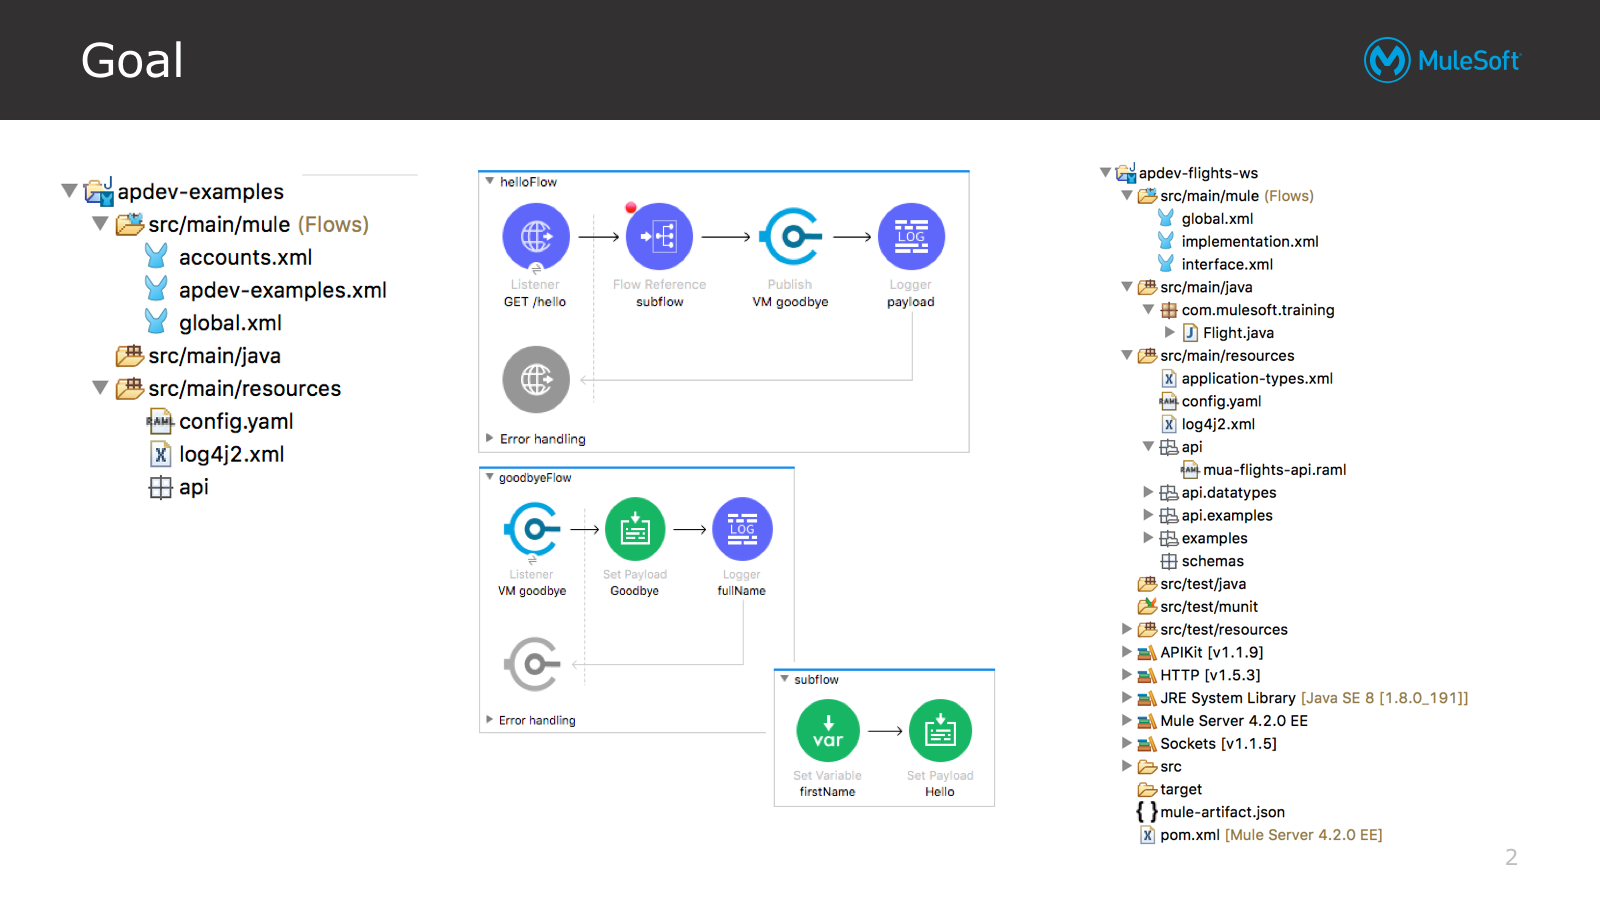 Goal
MuleSoft
apdev-examples
src/main/mule (Flows)
accounts.xml
apdev-examples.xml
global.xml
src/main/java
src/main/resources
RAML config.yaml
X log4j2.xml
api
helloFlow
LOG
Listener
GET /hello
Flow Reference
subflow
Publish
VM goodbye
Logger
payload
Error handling
goodbyeFlow
LOG
Listener
VM goodbye
Set Payload
Goodbye
Logger
fullName
Error handling
subflow
var
Set Variable
firstName
Set Payload
Hello
apdev-flights-ws
src/main/mule (Flows)
global.xml
implementation.xml
interface.xml
src/main/java
com.mulesoft.training
J Flight.java
src/main/resources
X application-types.xml
RAML config.yaml
X log4j2.xml
api
RAML mua-flights-api.raml
api.datatypes
api.examples
examples
schemas
src/test/java
src/test/munit
src/test/resources
APIKit [v1.1.9]
HTTP [v1.5.3]
JRE System Library [Java SE 8 [1.8.0_191]]
Mule Server 4.2.0 EE
Sockets [v1.1.5]
src
target
{ } mule-artifact.json
X pom.xml [Mule Server 4.2.0 EE]
2